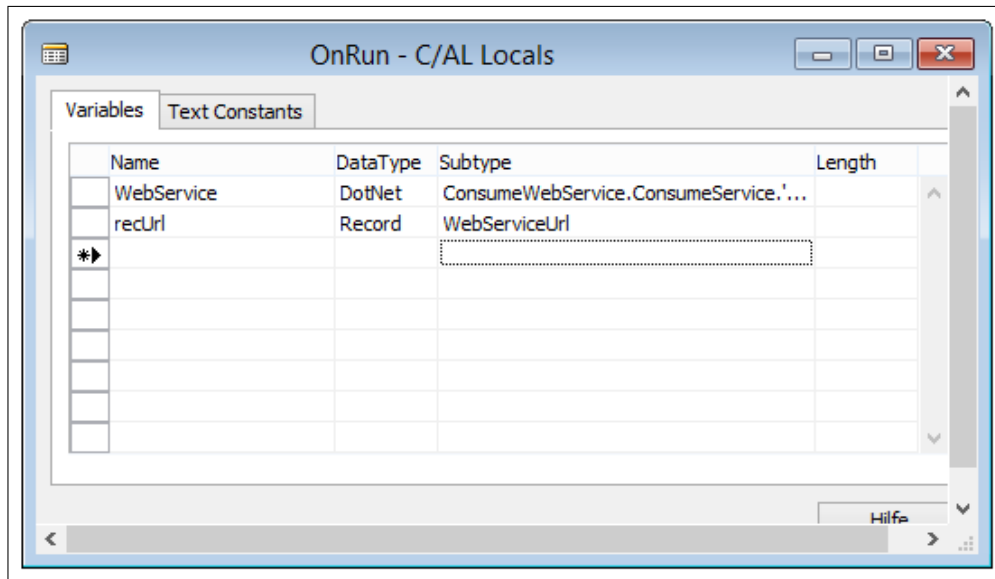 OnRun - C/AL Locals
Variables Text Constants
Name DataType Subtype Length
WebService DotNet ConsumeWebService.ConsumeService.'...
recUrl Record WebServiceUrl
Hilfe